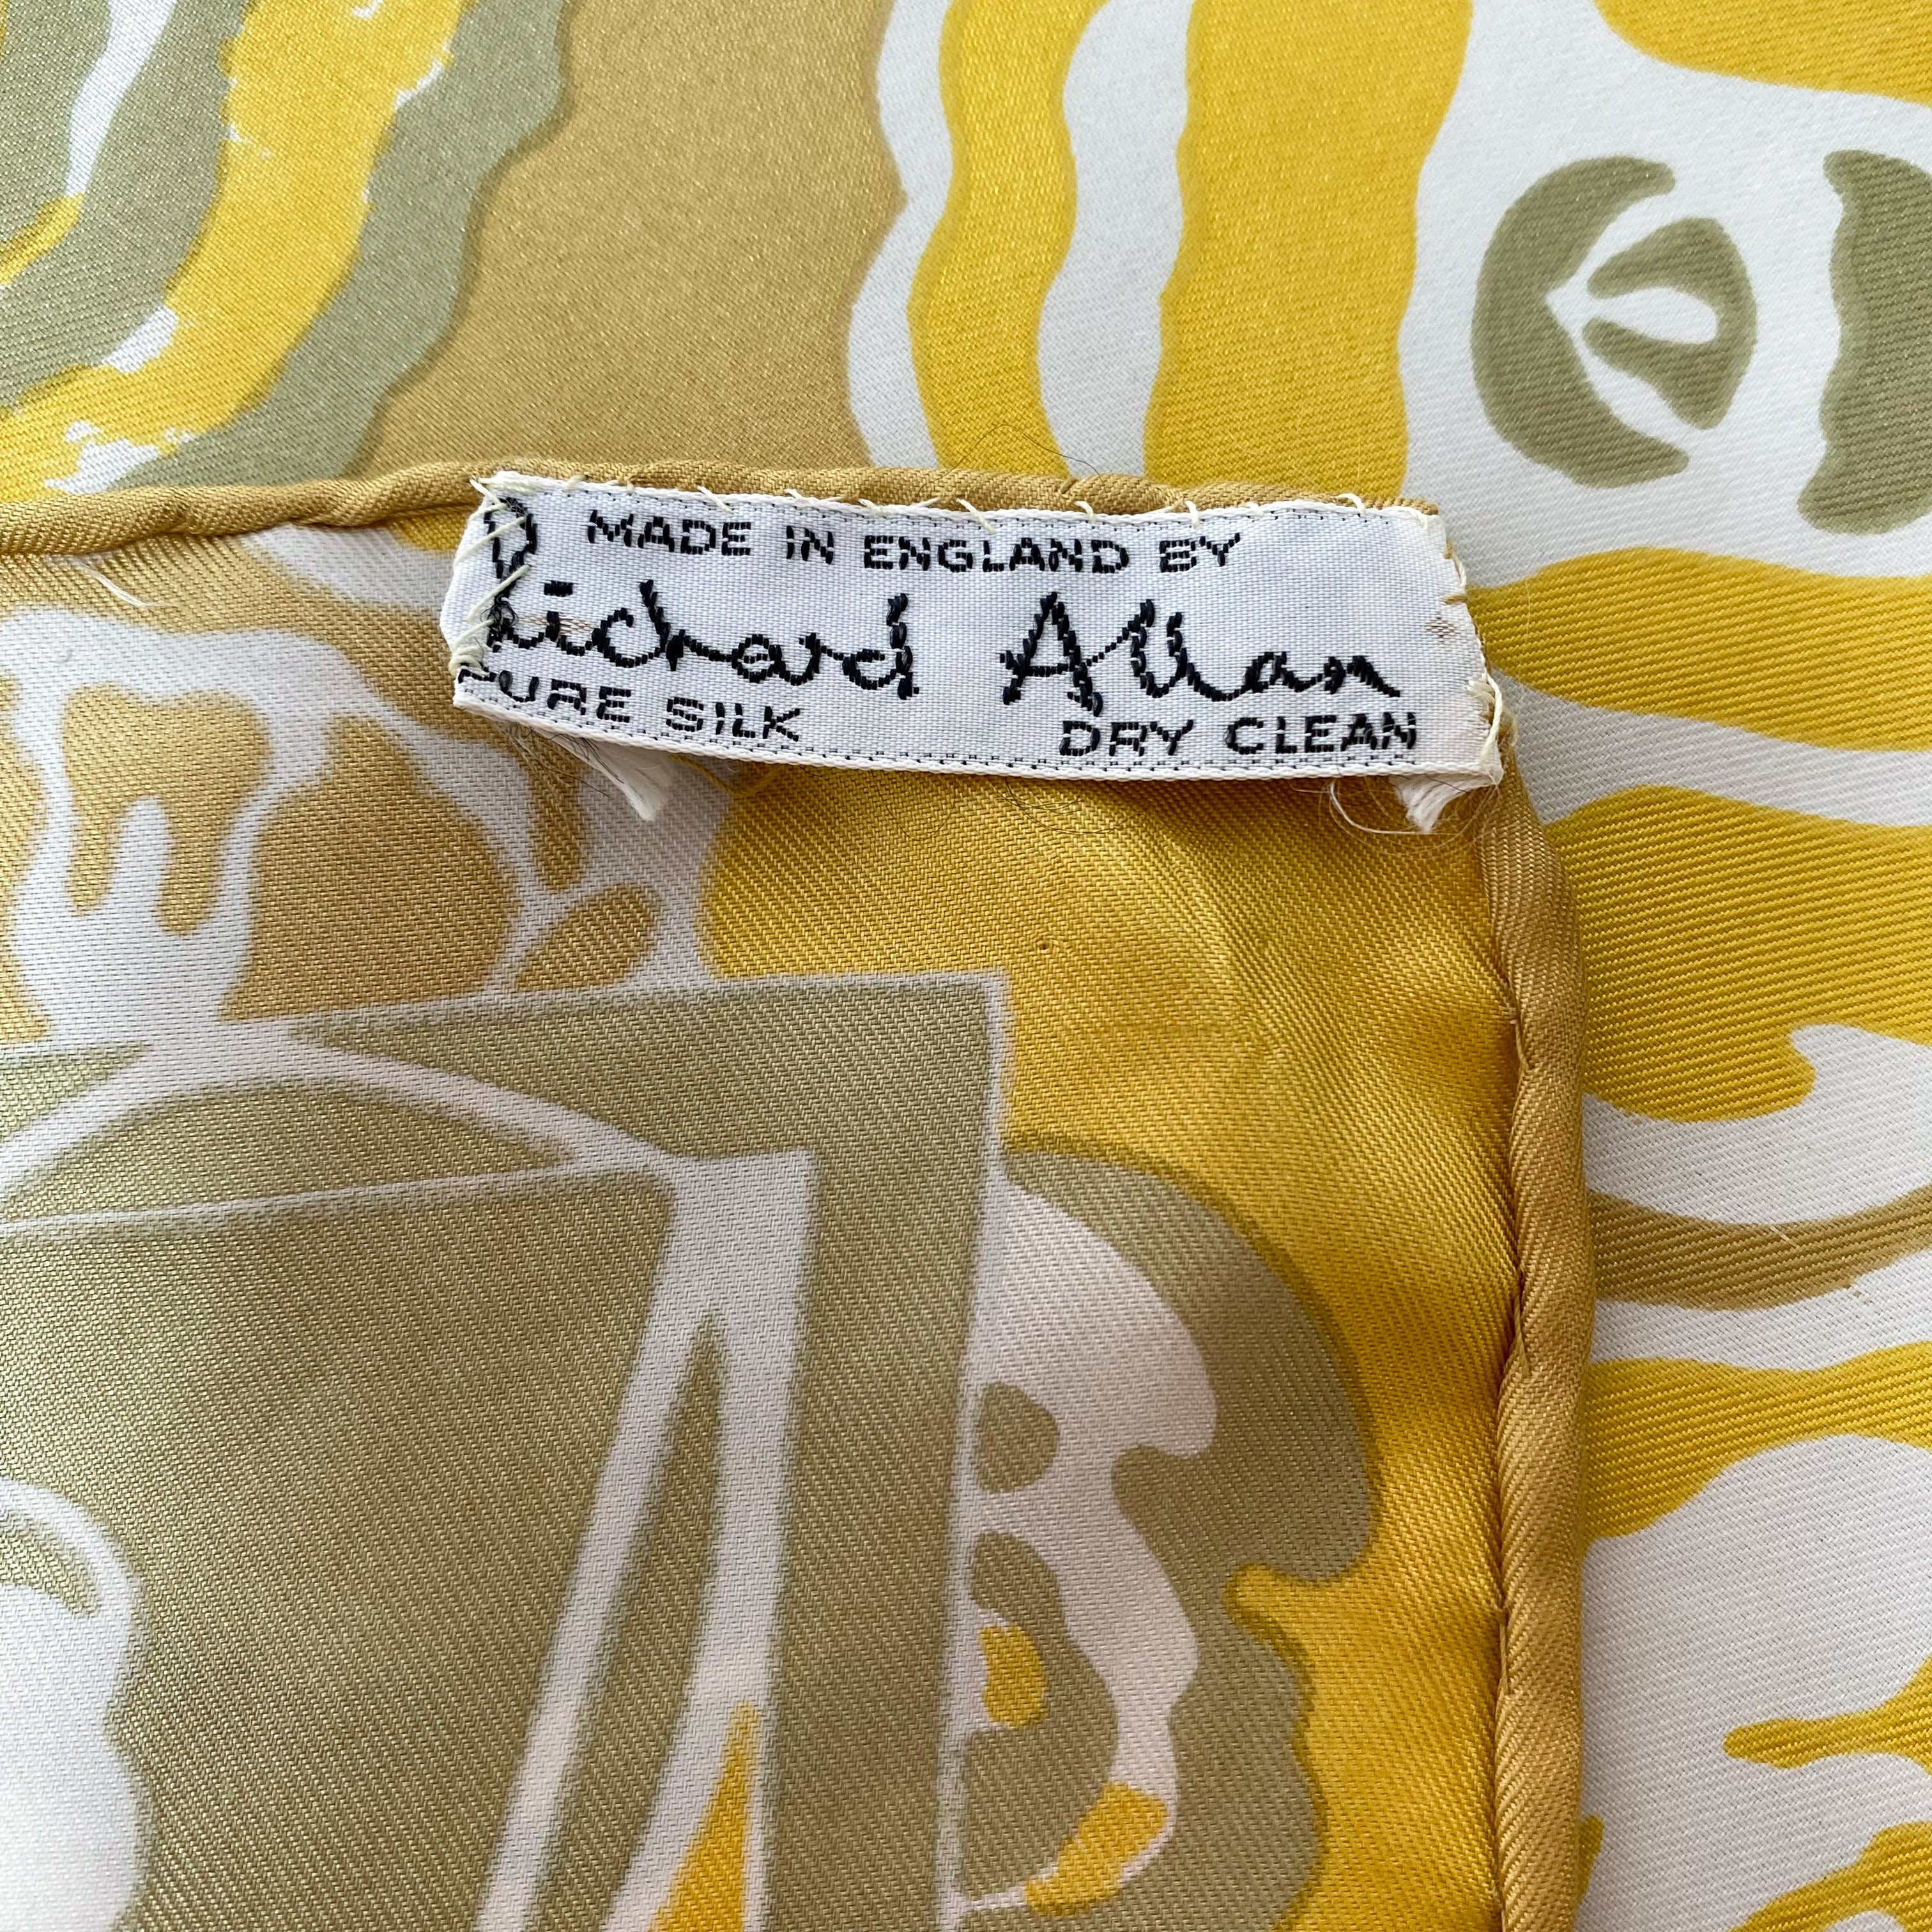 MADE IN ENGLAND BY
Richard Allan
PURE SILK DRY CLEAN